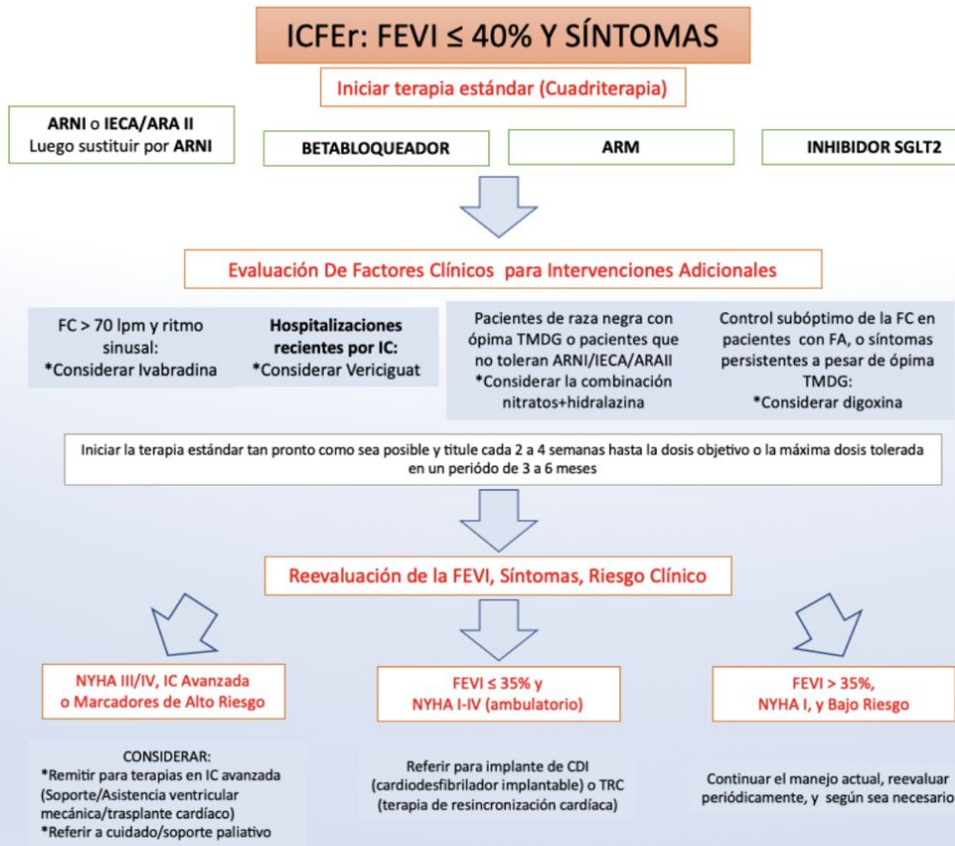 ICFEr: FEVI ≤ 40% Y SÍNTOMAS
Iniciar terapia estándar (Cuadriterapia)
ARNI o IECA/ARA II
Luego sustituir por ARNI
BETABLOQUEADOR
ARM
INHIBIDOR SGLT2
Evaluación De Factores Clínicos para Intervenciones Adicionales
FC > 70 lpm y ritmo
sinusal:
*Considerar Ivabradina
Hospitalizaciones
recientes por IC:
*Considerar Vericiguat
Pacientes de raza negra con
ópima TMDG o pacientes que
no toleran ARNI/IECA/ARAII
*Considerar la combinación
nitratos+hidralazina
Control subóptimo de la FC en
pacientes con FA, o síntomas
persistentes a pesar de ópima
TMDG:
*Considerar digoxina
Iniciar la terapia estándar tan pronto como sea posible y titule cada 2 a 4 semanas hasta la dosis objetivo o la máxima dosis tolerada
en un periódo de 3 a 6 meses
Reevaluación de la FEVI, Síntomas, Riesgo Clínico
NYHA III/IV, IC Avanzada
o Marcadores de Alto Riesgo
FEVI ≤ 35% y
NYHA I-IV (ambulatorio)
FEVI > 35%,
NYHA I, y Bajo Riesgo
CONSIDERAR:
*Remitir para terapias en IC avanzada
(Soporte/Asistencia ventricular
mecánica/trasplante cardíaco)
*Referir a cuidado/soporte paliativo
Referir para implante de CDI
(cardiodesfibrilador implantable) o TRC
(terapia de resincronización cardíaca)
Continuar el manejo actual, reevaluar
periódicamente, y según sea necesario